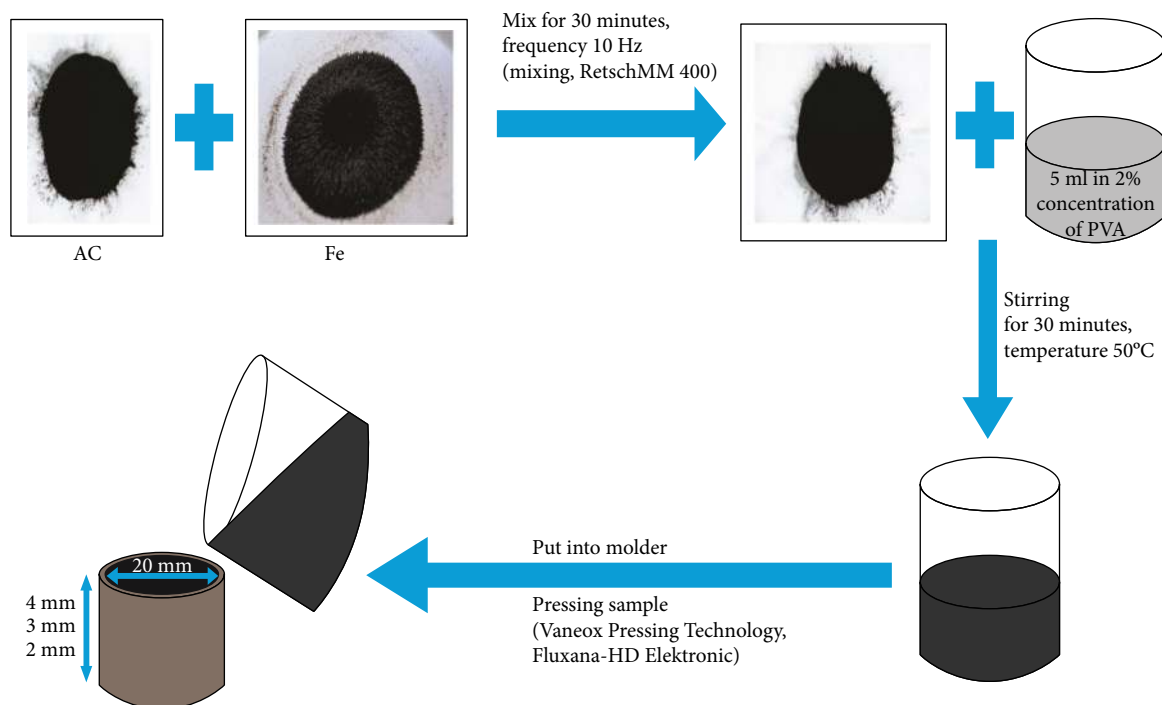 Mix for 30 minutes,
frequency 10 Hz
(mixing, RetschMM 400)
AC
Fe
5 ml in 2%
concentration
of PVA
Stirring
for 30 minutes,
temperature 50°C
Put into molder
Pressing sample
(Vaneox Pressing Technology,
Fluxana-HD Elektronic)
20 mm
4 mm
3 mm
2 mm